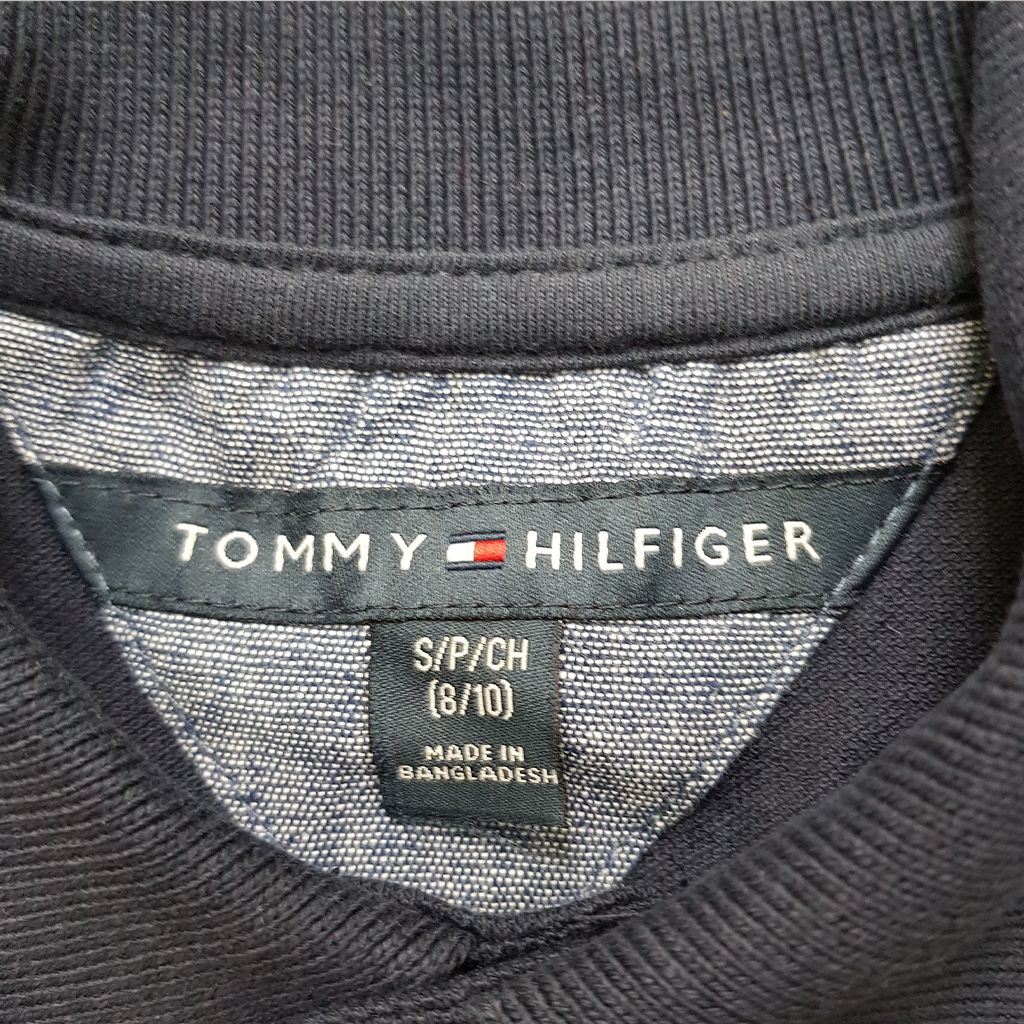 TOMMY HILFIGER
S/P/CH
(8/10)
MADE IN
BANGLADESH